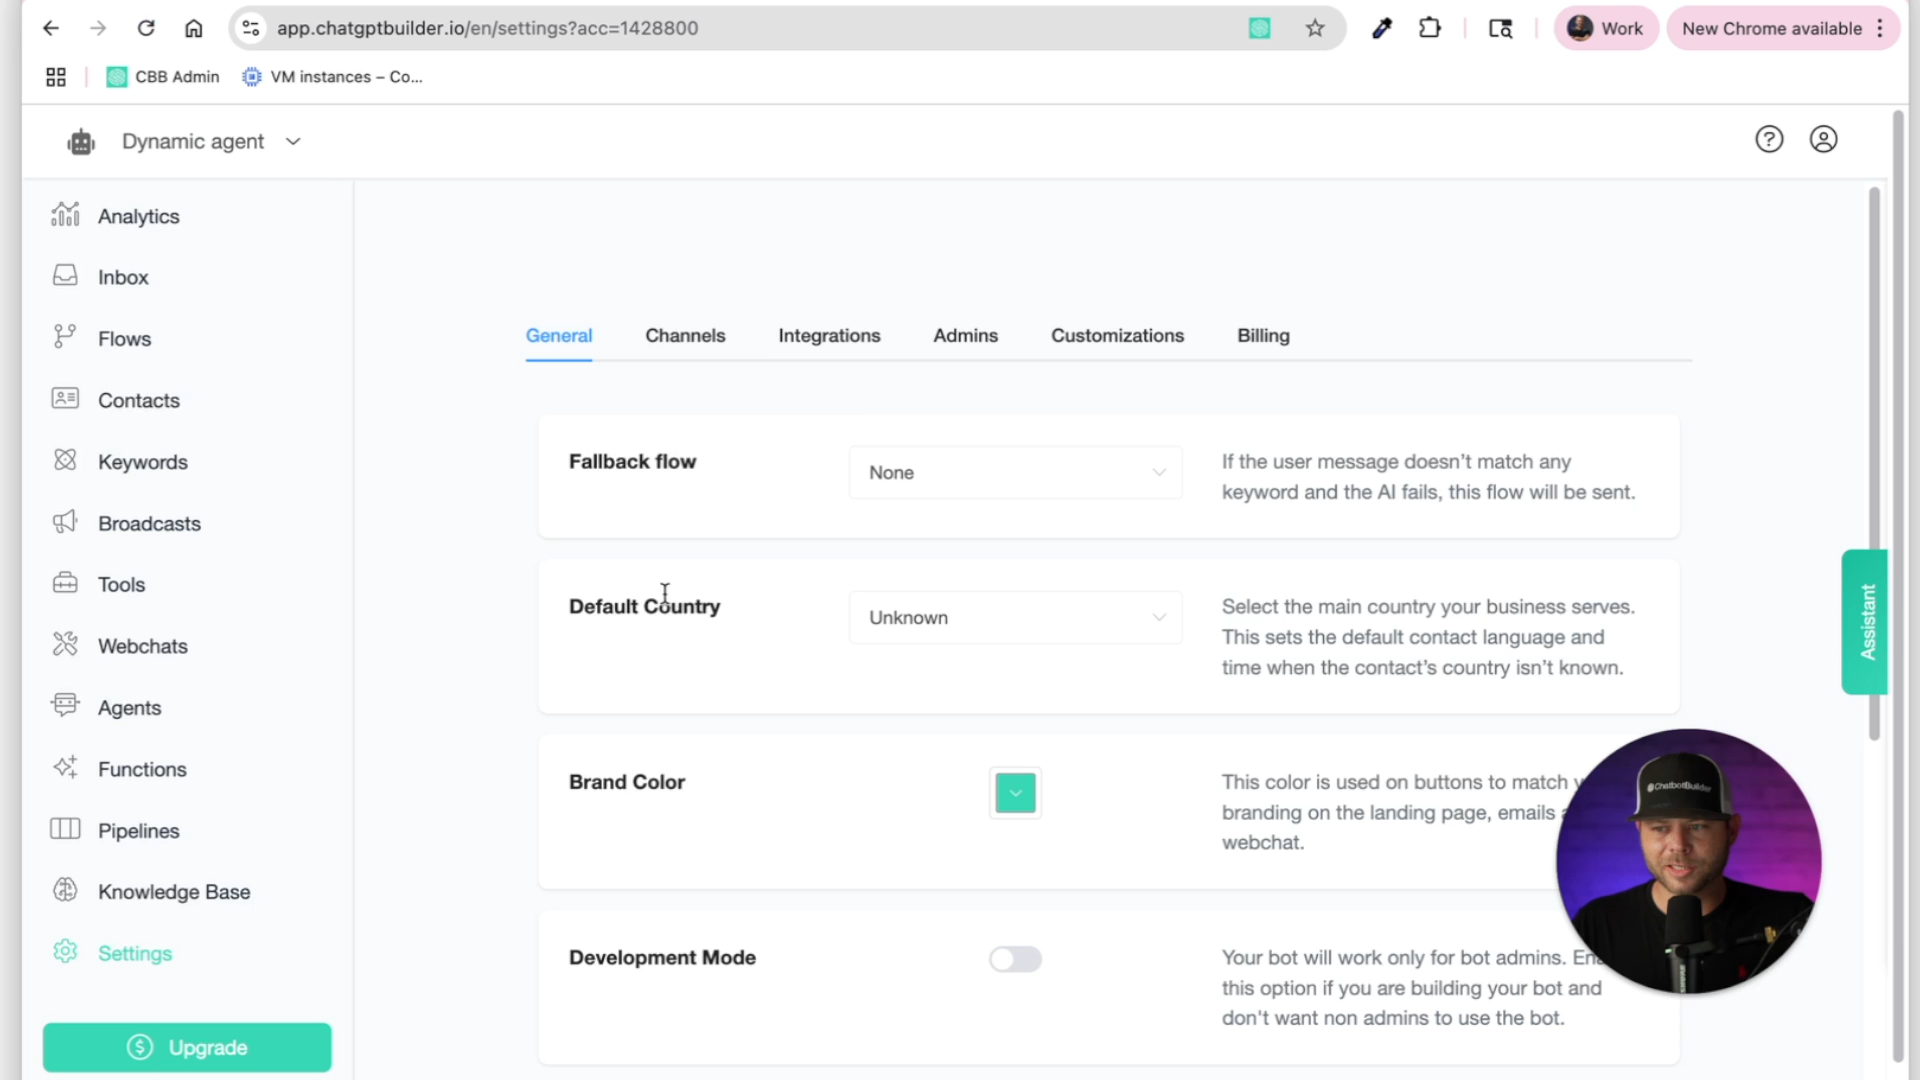 app.chatgptbuilder.io/en/settings?acc=1428800
Work
New Chrome available
CBB Admin
VM instances – Co...
Dynamic agent
Analytics
Inbox
Flows
Contacts
Keywords
Broadcasts
Tools
Webchats
Agents
Functions
Pipelines
Knowledge Base
Settings
Upgrade
General
Channels
Integrations
Admins
Customizations
Billing
Fallback flow
None
If the user message doesn't match any
keyword and the AI fails, this flow will be sent.
Default Country
Unknown
Select the main country your business serves.
This sets the default contact language and
time when the contact's country isn't known.
Brand Color
This color is used on buttons to match
branding on the landing page, emails
webchat.
Development Mode
Your bot will work only for bot admins.
this option if you are building your bot and
don't want non admins to use the bot.
Assistant
ChatbotBuilder